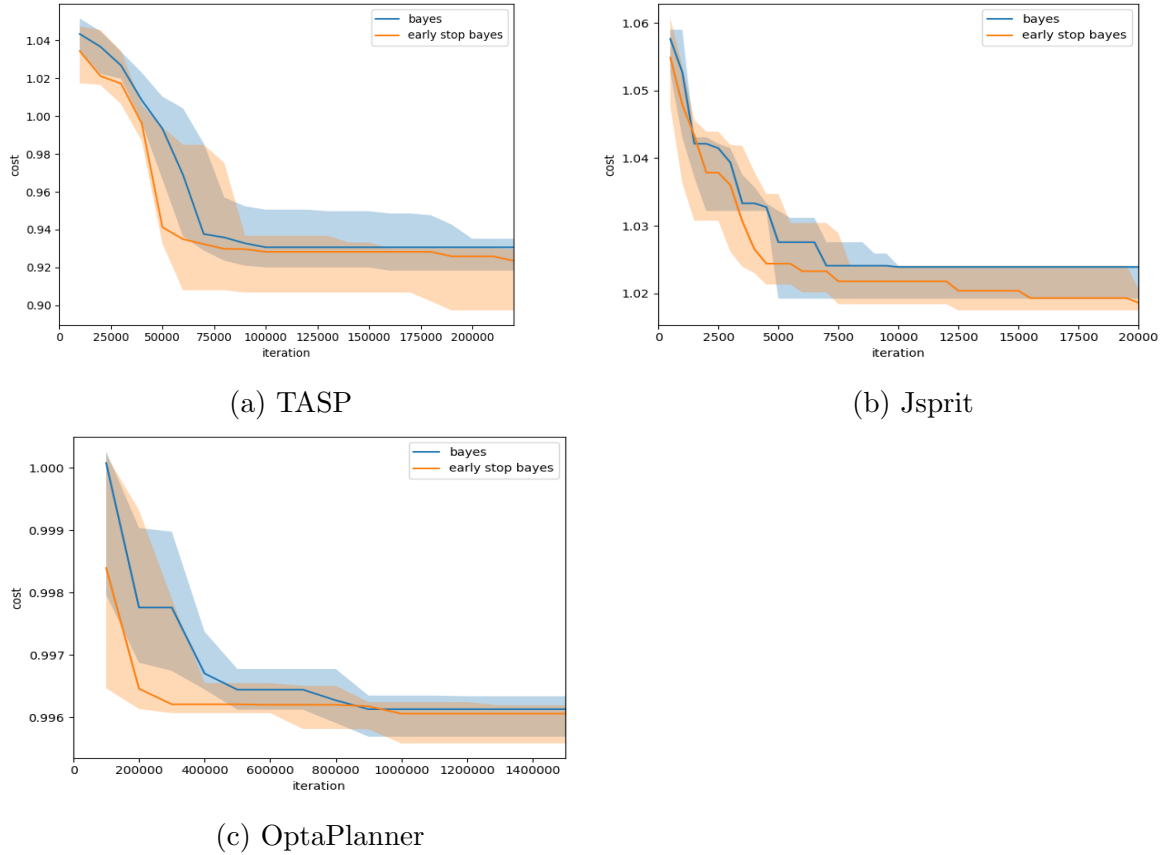 bayes
early stop bayes
1.04
1.02
1.00
0.98
0.96
0.94
0.92
0.90
cost
0 25000 50000 75000 100000 125000 150000 175000 200000
iteration
(a) TASP
bayes
early stop bayes
1.06
1.05
1.04
1.03
1.02
cost
0 2500 5000 7500 10000 12500 15000 17500 20000
iteration
(b) Jsprit
bayes
early stop bayes
1.000
0.999
0.998
0.997
0.996
cost
0 200000 400000 600000 800000 1000000 1200000 1400000
iteration
(c) OptaPlanner